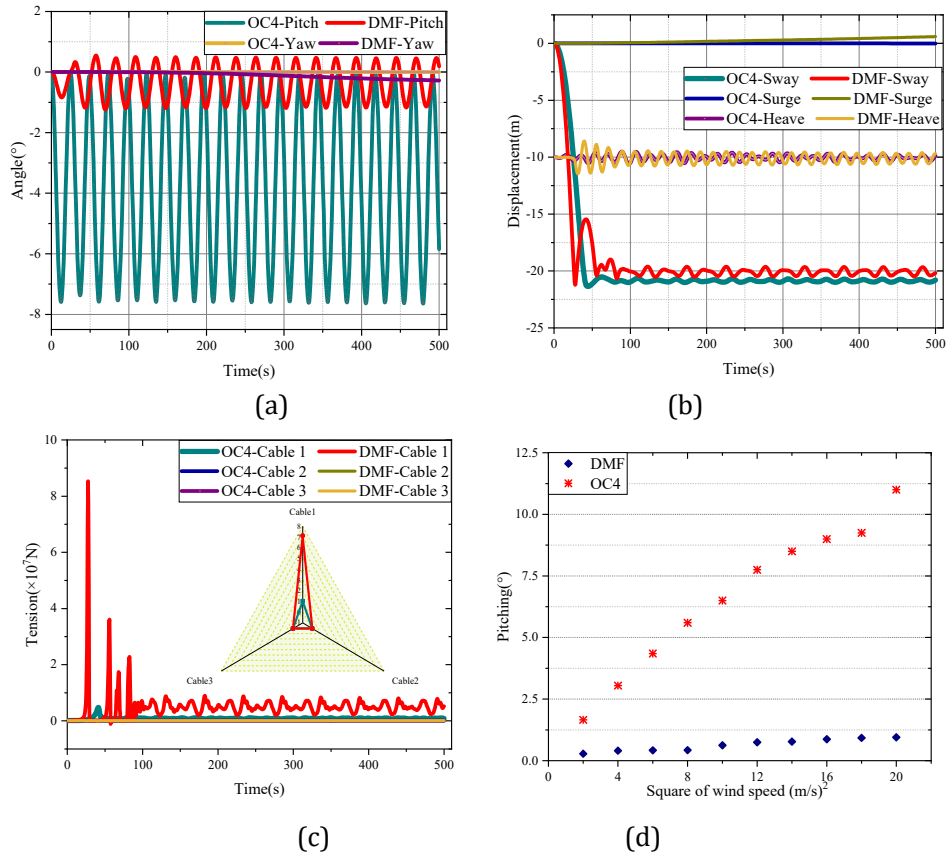 OC4-Pitch DMF-Pitch
OC4-Yaw DMF-Yaw
2
0
-2
-4
-6
-8
Angle(°)
0 100 200 300 400 500
Time(s)
(a)
OC4-Sway DMF-Sway
OC4-Surge DMF-Surge
OC4-Heave DMF-Heave
0
-5
-10
-15
-20
-25
Displacement(m)
0 100 200 300 400 500
Time(s)
(b)
OC4-Cable 1 DMF-Cable 1
OC4-Cable 2 DMF-Cable 2
OC4-Cable 3 DMF-Cable 3
10
8
6
4
2
0
Tension(×10⁷N)
Cable1
8
Cable3
Cable2
0 100 200 300 400 500
Time(s)
(c)
DMF
OC4
12.5
10.0
7.5
5.0
2.5
0.0
Pitching(°)
0 4 8 12 16 20
Square of wind speed (m/s)²
(d)